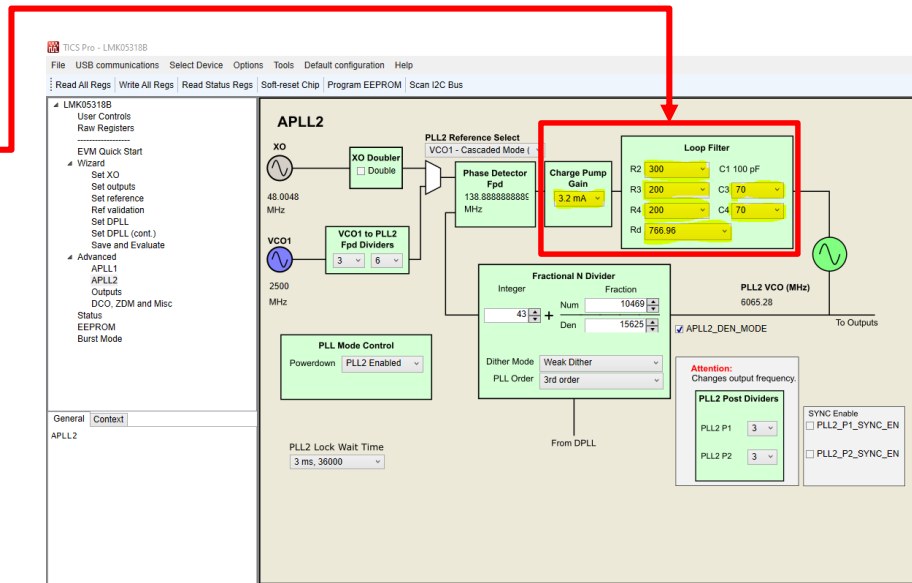 TICS Pro - LMK05318B
File USB communications Select Device Options Tools Default configuration Help
Read All Regs Write All Regs Read Status Regs Soft-reset Chip Program EEPROM Scan I2C Bus
LMK05318B
User Controls
Raw Registers
--------------------
EVM Quick Start
Wizard
Set XO
Set outputs
Set reference
Ref validation
Set DPLL
Set DPLL (cont.)
Save and Evaluate
Advanced
APLL1
APLL2
Outputs
DCO, ZDM and Misc
Status
EEPROM
Burst Mode
General Context
APLL2
APLL2
XO
48.0048
MHz
XO Doubler
Double
PLL2 Reference Select
VCO1 - Cascaded Mode (
VCO1
2500
MHz
VCO1 to PLL2
Fpd Dividers
3 6
Phase Detector
Fpd
138.8888888889
MHz
Charge Pump
Gain
3.2 mA
Loop Filter
R2 300 C1 100 pF
R3 200 C3 70
R4 200 C4 70
Rd 766.96
Fractional N Divider
Integer Fraction
43 + Num 10469
Den 15625
Dither Mode Weak Dither
PLL Order 3rd order
From DPLL
PLL2 VCO (MHz)
6065.28
To Outputs
APLL2_DEN_MODE
PLL Mode Control
Powerdown PLL2 Enabled
PLL2 Lock Wait Time
3 ms, 36000
Attention:
Changes output frequency.
PLL2 Post Dividers
PLL2 P1 3
PLL2 P2 3
SYNC Enable
PLL2_P1_SYNC_EN
PLL2_P2_SYNC_EN